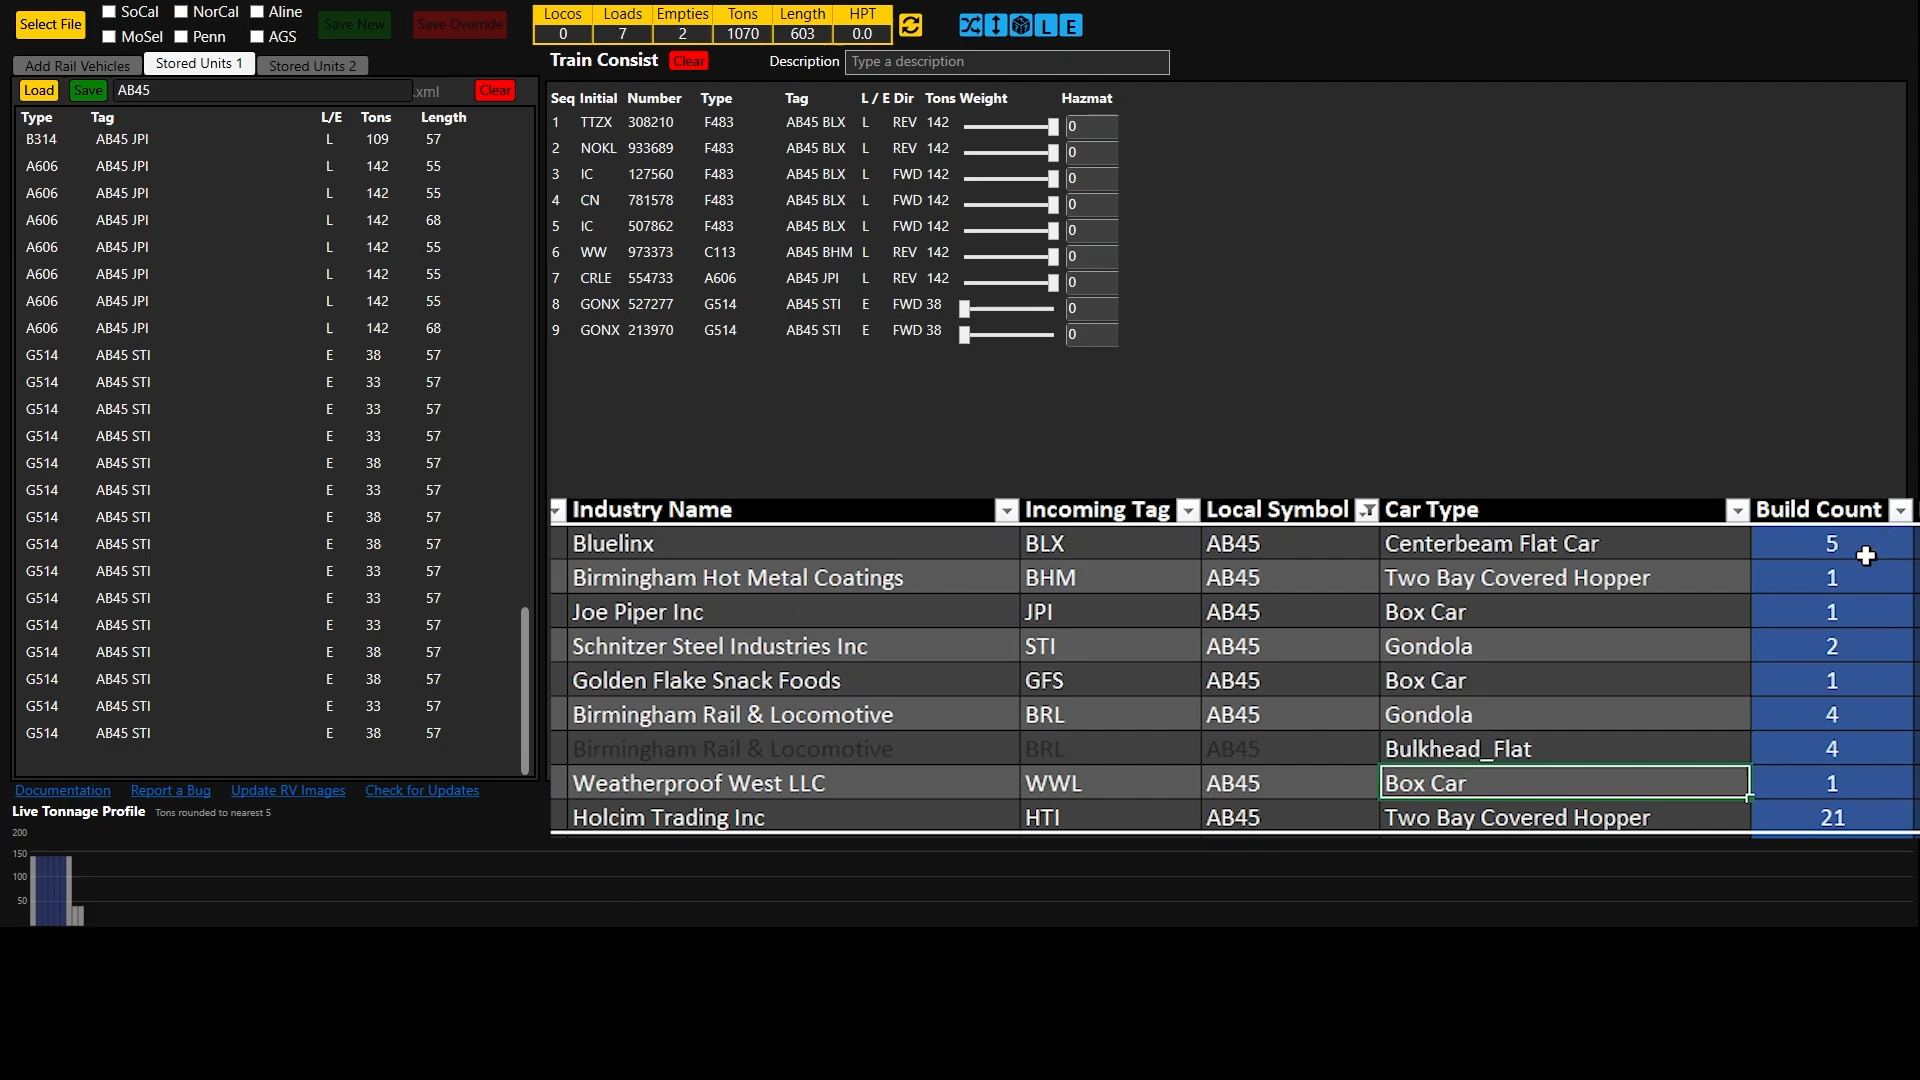 Select File
SoCal NorCal Aline
MoSel Penn AGS
Save New Save Override
Locos Loads Empties Tons Length HPT
0 7 2 1070 603 0.0
L E
Add Rail Vehicles Stored Units 1 Stored Units 2
Train Consist Clear Description Type a description
Load Save AB45 .xml Clear
Type Tag L/E Tons Length
B314 AB45 JPI L 109 57
A606 AB45 JPI L 142 55
A606 AB45 JPI L 142 55
A606 AB45 JPI L 142 68
A606 AB45 JPI L 142 55
A606 AB45 JPI L 142 55
A606 AB45 JPI L 142 55
A606 AB45 JPI L 142 68
G514 AB45 STI E 38 57
G514 AB45 STI E 33 57
G514 AB45 STI E 33 57
G514 AB45 STI E 33 57
G514 AB45 STI E 38 57
G514 AB45 STI E 33 57
G514 AB45 STI E 38 57
G514 AB45 STI E 38 57
G514 AB45 STI E 33 57
G514 AB45 STI E 33 57
G514 AB45 STI E 33 57
G514 AB45 STI E 38 57
G514 AB45 STI E 38 57
G514 AB45 STI E 33 57
G514 AB45 STI E 38 57
Seq Initial Number Type Tag L / E Dir Tons Weight Hazmat
1 TTZX 308210 F483 AB45 BLX L REV 142 0
2 NOKL 933689 F483 AB45 BLX L REV 142 0
3 IC 127560 F483 AB45 BLX L FWD 142 0
4 CN 781578 F483 AB45 BLX L FWD 142 0
5 IC 507862 F483 AB45 BLX L FWD 142 0
6 WW 973373 C113 AB45 BHM L REV 142 0
7 CRLE 554733 A606 AB45 JPI L REV 142 0
8 GONX 527277 G514 AB45 STI E FWD 38 0
9 GONX 213970 G514 AB45 STI E FWD 38 0
Industry Name Incoming Tag Local Symbol Car Type Build Count
Bluelinx BLX AB45 Centerbeam Flat Car 5
Birmingham Hot Metal Coatings BHM AB45 Two Bay Covered Hopper 1
Joe Piper Inc JPI AB45 Box Car 1
Schnitzer Steel Industries Inc STI AB45 Gondola 2
Golden Flake Snack Foods GFS AB45 Box Car 1
Birmingham Rail & Locomotive BRL AB45 Gondola 4
Birmingham Rail & Locomotive BRL AB45 Bulkhead_Flat 4
Weatherproof West LLC WWL AB45 Box Car 1
Holcim Trading Inc HTI AB45 Two Bay Covered Hopper 21
Documentation Report a Bug Update RV Images Check for Updates
Live Tonnage Profile Tons rounded to nearest 5
200
150
100
50